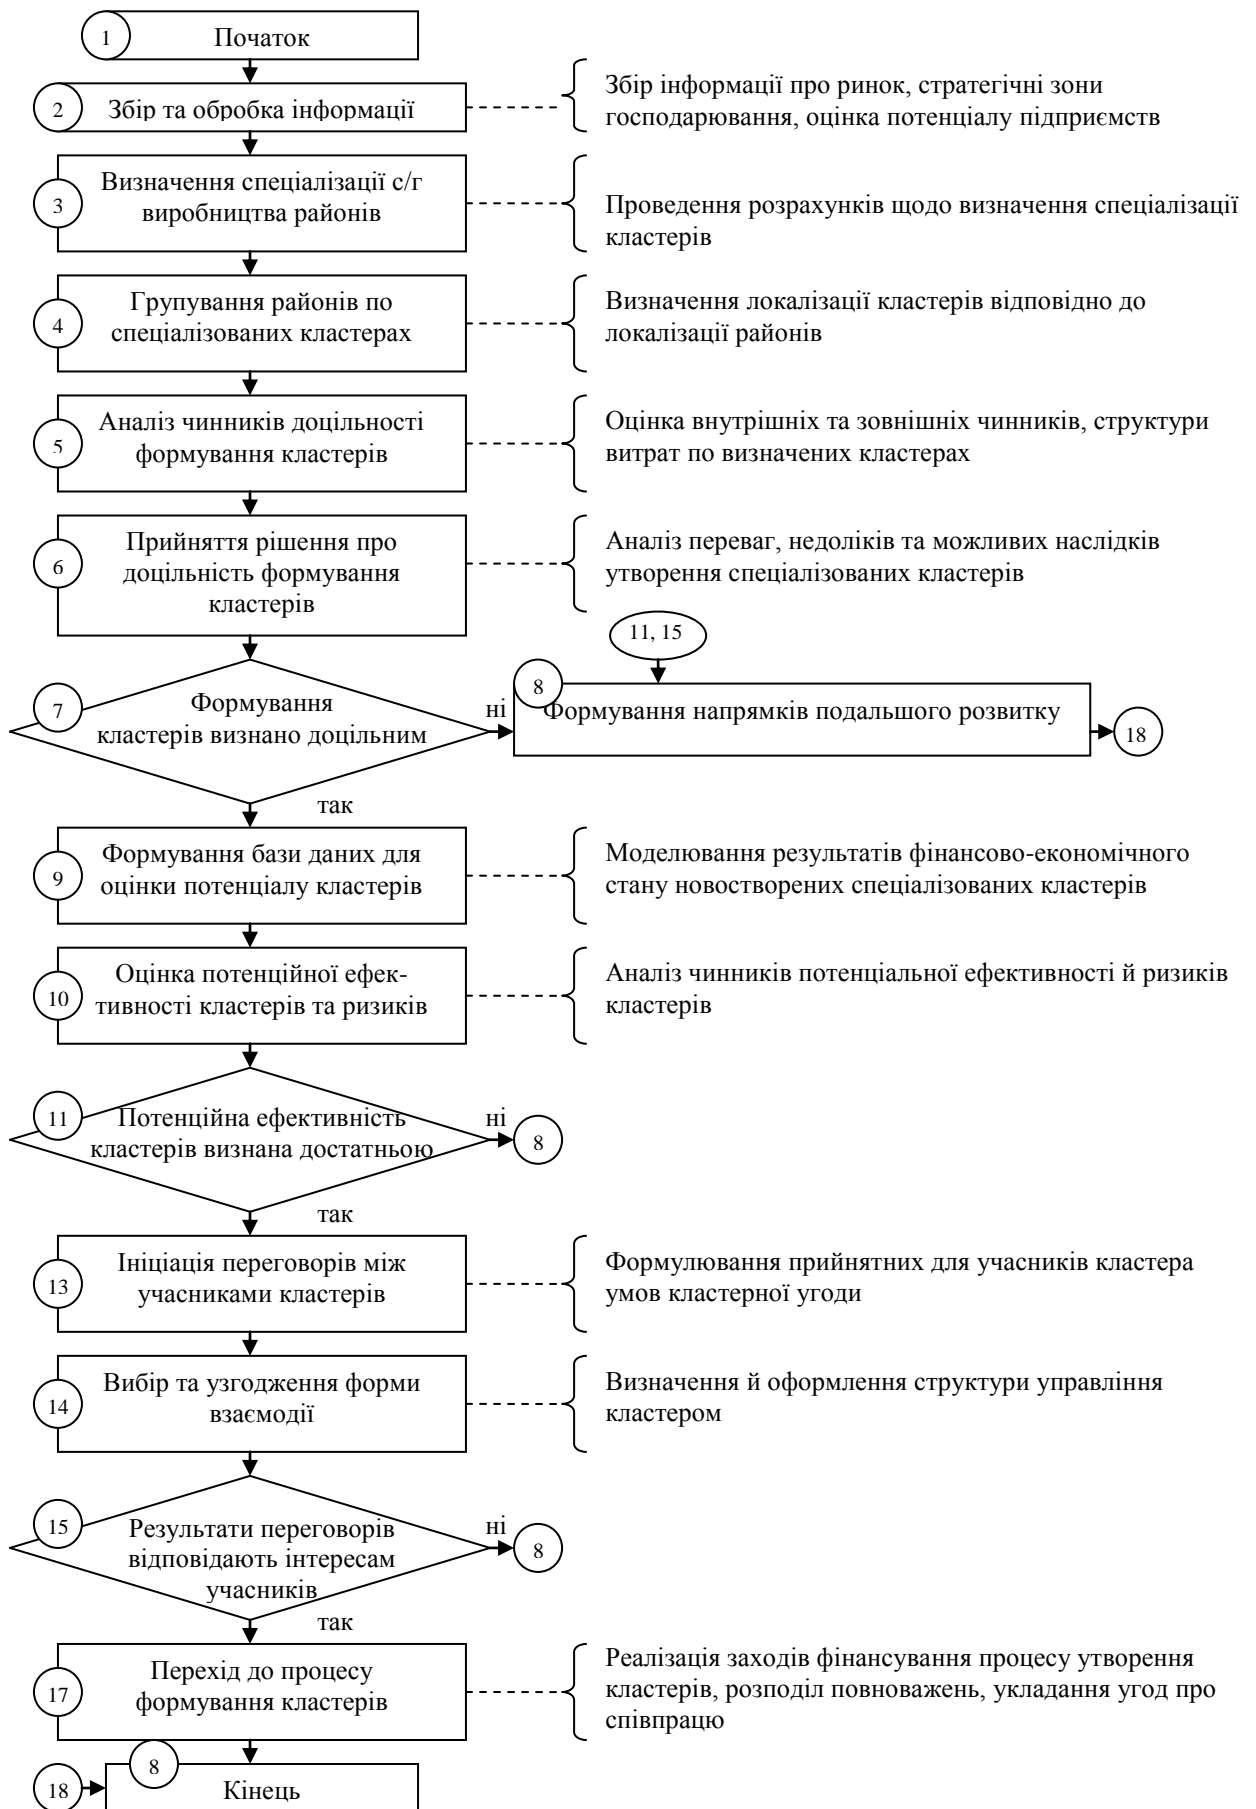 1
Початок
2
Збір та обробка інформації
Збір інформації про ринок, стратегічні зони
господарювання, оцінка потенціалу підприємств
3
Визначення спеціалізації с/г
виробництва районів
Проведення розрахунків щодо визначення спеціалізації
кластерів
4
Групування районів по
спеціалізованих кластерах
Визначення локалізації кластерів відповідно до
локалізації районів
5
Аналіз чинників доцільності
формування кластерів
Оцінка внутрішніх та зовнішніх чинників, структури
витрат по визначених кластерах
6
Прийняття рішення про
доцільність формування
кластерів
Аналіз переваг, недоліків та можливих наслідків
утворення спеціалізованих кластерів
11, 15
7
Формування
кластерів визнано доцільним
ні
8
Формування напрямків подальшого розвитку
18
так
9
Формування бази даних для
оцінки потенціалу кластерів
Моделювання результатів фінансово-економічного
стану новостворених спеціалізованих кластерів
10
Оцінка потенційної ефек-
тивності кластерів та ризиків
Аналіз чинників потенціальної ефективності й ризиків
кластерів
11
Потенційна ефективність
кластерів визнана достатньою
ні
8
так
13
Ініціація переговорів між
учасниками кластерів
Формулювання прийнятних для учасників кластера
умов кластерної угоди
14
Вибір та узгодження форми
взаємодії
Визначення й оформлення структури управління
кластером
15
Результати переговорів
відповідають інтересам
учасників
ні
8
так
17
Перехід до процесу
формування кластерів
Реалізація заходів фінансування процесу утворення
кластерів, розподіл повноважень, укладання угод про
співпрацю
18
8
Кінець